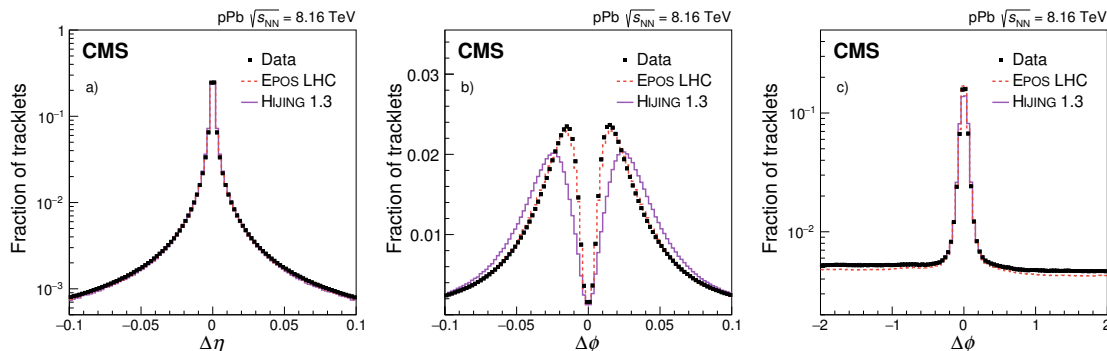 pPb √sNN = 8.16 TeV
CMS
Data
EPOS LHC
HIJING 1.3
a)
Fraction of tracklets
1
10⁻¹
10⁻²
10⁻³
−0.1 −0.05 0 0.05 0.1
Δη
pPb √sNN = 8.16 TeV
CMS
Data
EPOS LHC
HIJING 1.3
b)
Fraction of tracklets
0.03
0.02
0.01
−0.1 −0.05 0 0.05 0.1
Δϕ
pPb √sNN = 8.16 TeV
CMS
Data
EPOS LHC
HIJING 1.3
c)
Fraction of tracklets
10⁻¹
10⁻²
−2 −1 0 1 2
Δϕ